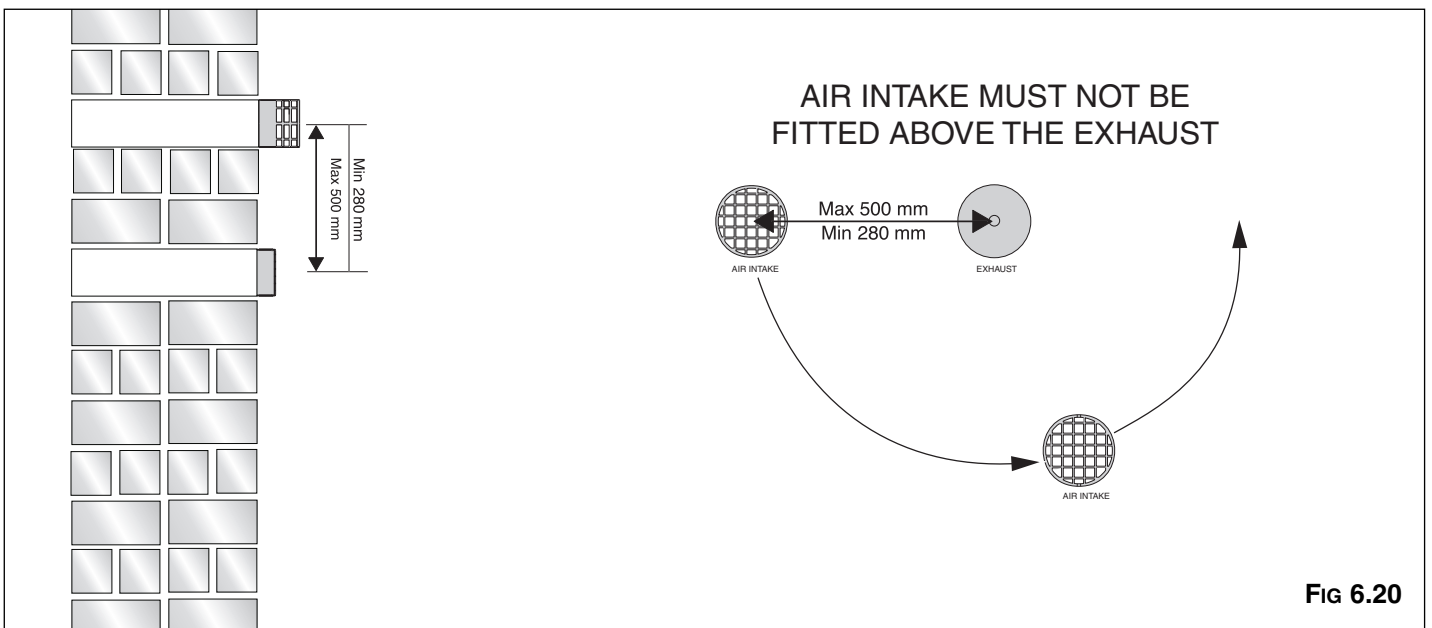 Min 280 mm
Max 500 mm
AIR INTAKE MUST NOT BE
FITTED ABOVE THE EXHAUST
Max 500 mm
Min 280 mm
AIR INTAKE
EXHAUST
AIR INTAKE
FIG 6.20